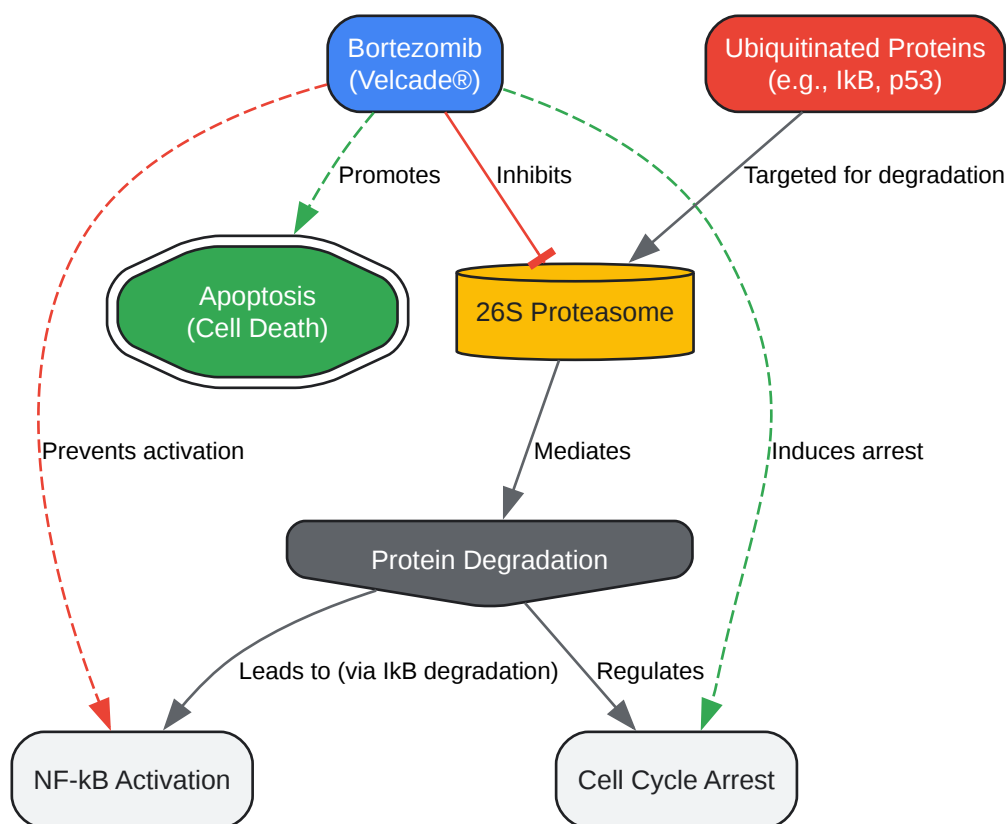 Bortezomib
(Velcade®)
Ubiquitinated Proteins
(e.g., IkB, p53)
Promotes
Inhibits
Targeted for degradation
Apoptosis
(Cell Death)
26S Proteasome
Prevents activation
Mediates
Induces arrest
Protein Degradation
Leads to (via IkB degradation)
Regulates
NF-kB Activation
Cell Cycle Arrest